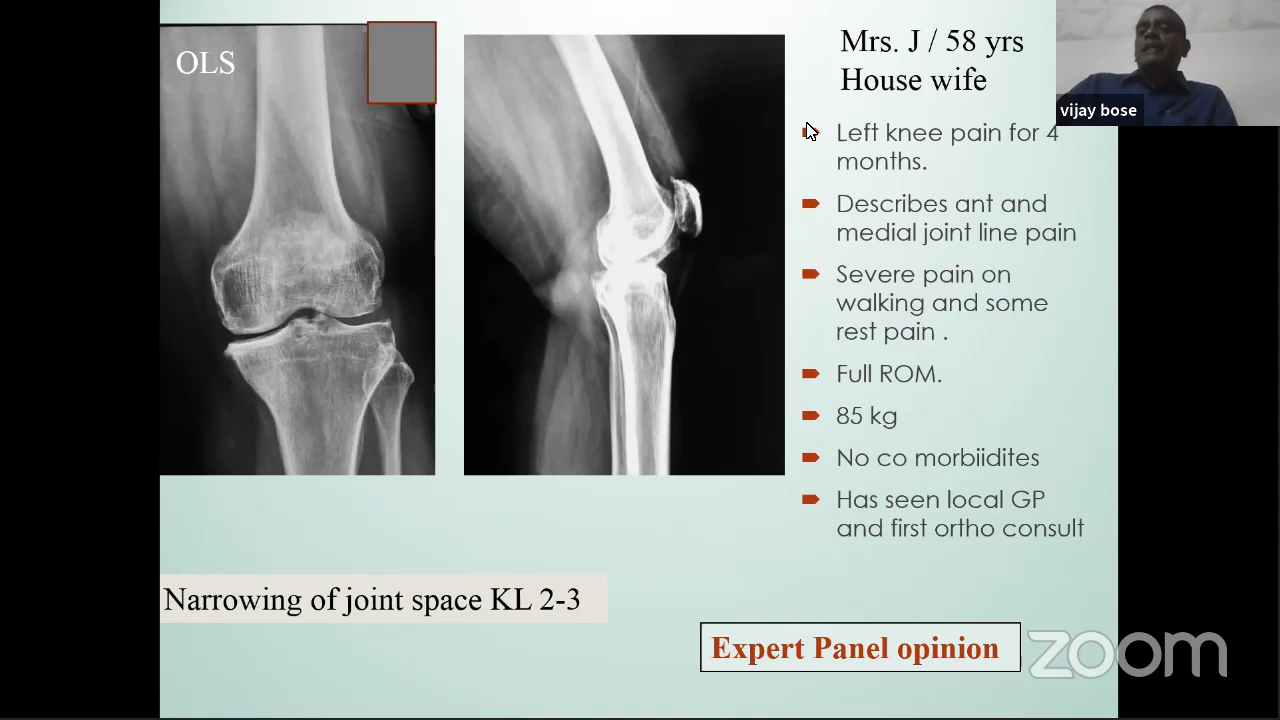 OLS
Mrs. J / 58 yrs
House wife
vijay bose
Left knee pain for 4
months.
Describes ant and
medial joint line pain
Severe pain on
walking and some
rest pain .
Full ROM.
85 kg
No co morbiidites
Has seen local GP
and first ortho consult
Narrowing of joint space KL 2-3
Expert Panel opinion
zoom